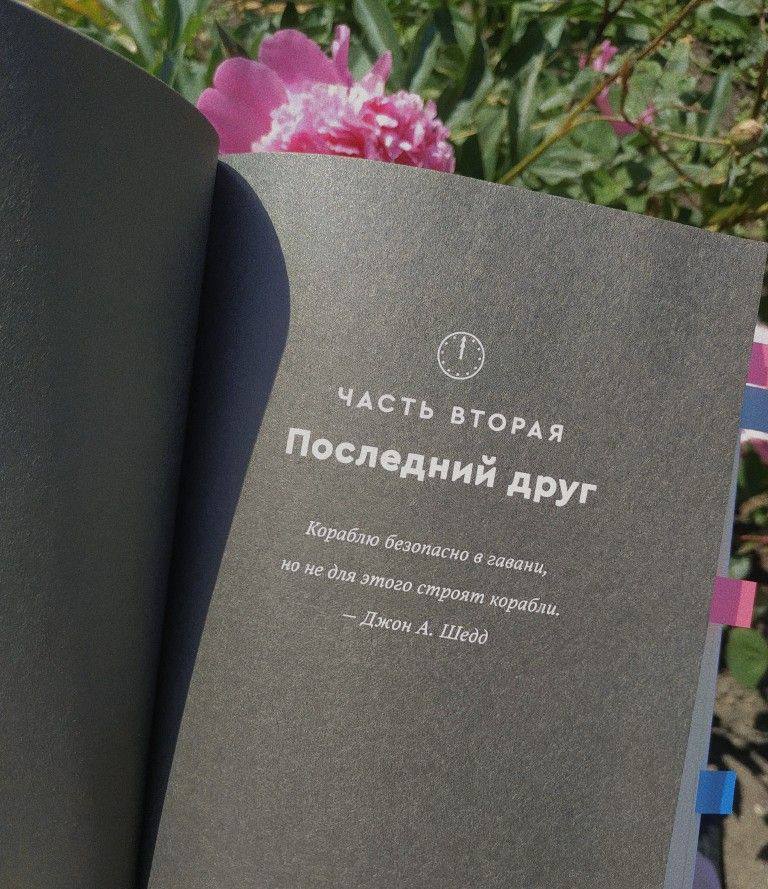 ЧАСТЬ ВТОРАЯ
Последний друг
Кораблю безопасно в гавани,
но не для этого строят корабли.
— Джон А. Шедд